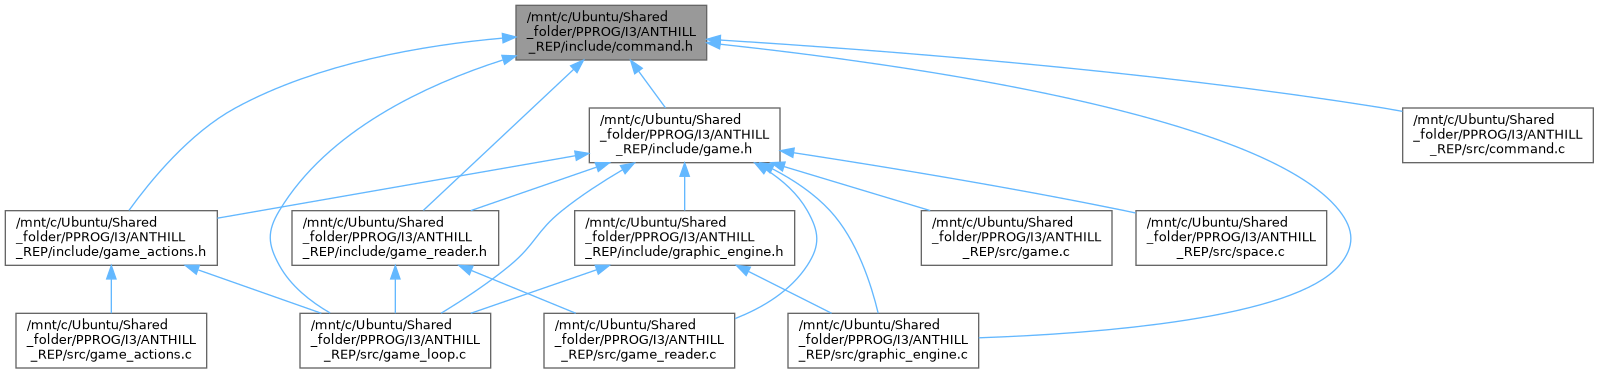 /mnt/c/Ubuntu/Shared
_folder/PPROG/I3/ANTHILL
_REP/include/command.h
/mnt/c/Ubuntu/Shared
_folder/PPROG/I3/ANTHILL
_REP/include/game.h
/mnt/c/Ubuntu/Shared
_folder/PPROG/I3/ANTHILL
_REP/src/command.c
/mnt/c/Ubuntu/Shared
_folder/PPROG/I3/ANTHILL
_REP/include/game_actions.h
/mnt/c/Ubuntu/Shared
_folder/PPROG/I3/ANTHILL
_REP/include/game_reader.h
/mnt/c/Ubuntu/Shared
_folder/PPROG/I3/ANTHILL
_REP/include/graphic_engine.h
/mnt/c/Ubuntu/Shared
_folder/PPROG/I3/ANTHILL
_REP/src/game.c
/mnt/c/Ubuntu/Shared
_folder/PPROG/I3/ANTHILL
_REP/src/space.c
/mnt/c/Ubuntu/Shared
_folder/PPROG/I3/ANTHILL
_REP/src/game_actions.c
/mnt/c/Ubuntu/Shared
_folder/PPROG/I3/ANTHILL
_REP/src/game_loop.c
/mnt/c/Ubuntu/Shared
_folder/PPROG/I3/ANTHILL
_REP/src/game_reader.c
/mnt/c/Ubuntu/Shared
_folder/PPROG/I3/ANTHILL
_REP/src/graphic_engine.c